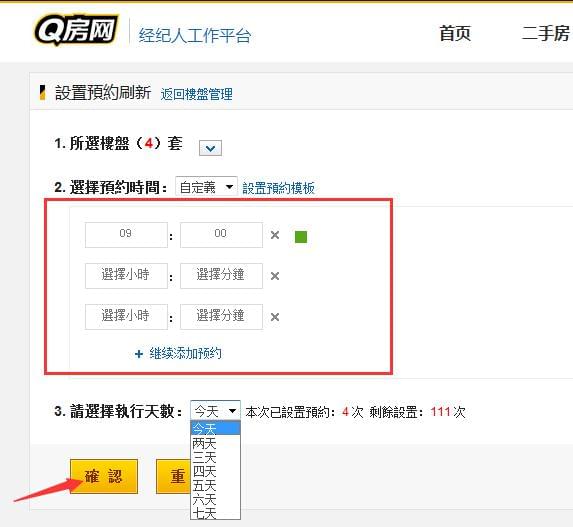 Q房网 经纪人工作平台 首页 二手房
設置預約刷新 返回樓盤管理
1. 所選樓盤（4）套
2. 選擇預約時間： 自定義 設置預約模板
09 : 00 ×
選擇小時 : 選擇分鐘 ×
選擇小時 : 選擇分鐘 ×
+ 继续添加预约
3. 請選擇執行天數： 今天 本次已設置預約：4 次 剩餘設置：111 次
今天
两天
三天
四天
五天
六天
七天
確 認 重